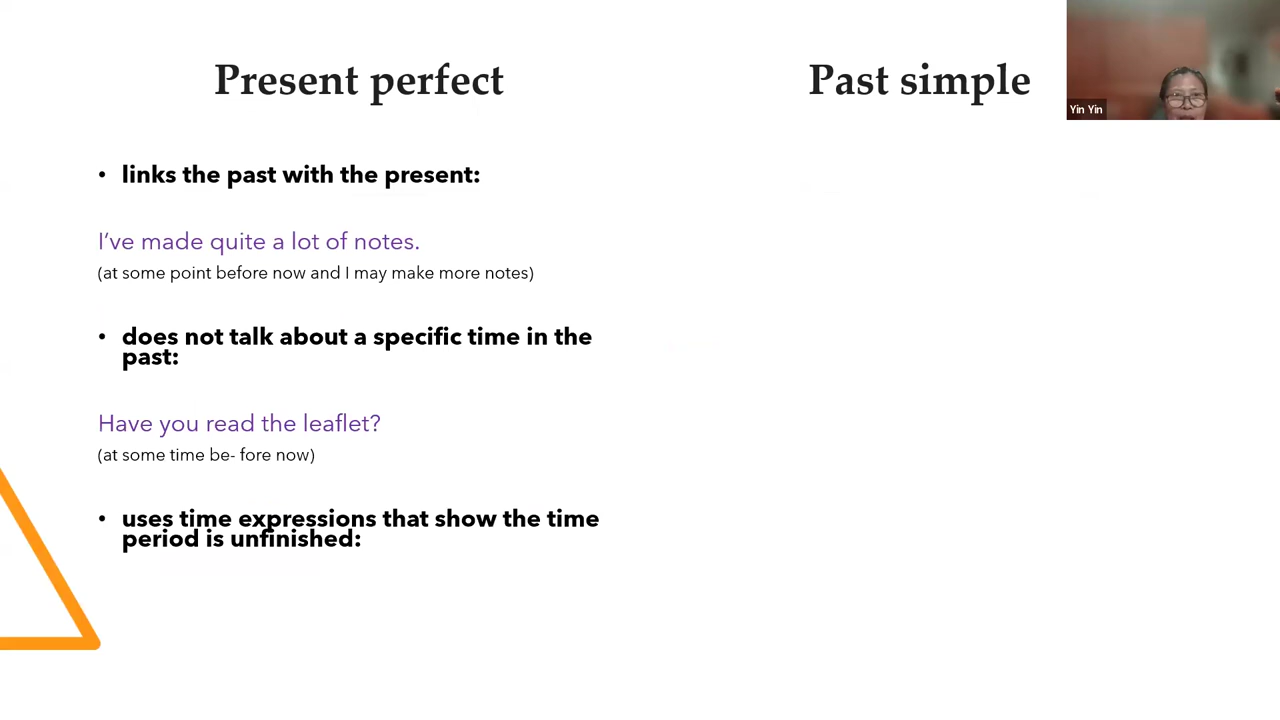 Present perfect
Past simple
Yin Yin
• links the past with the present:
I've made quite a lot of notes.
(at some point before now and I may make more notes)
• does not talk about a specific time in the
past:
Have you read the leaflet?
(at some time be- fore now)
• uses time expressions that show the time
period is unfinished: